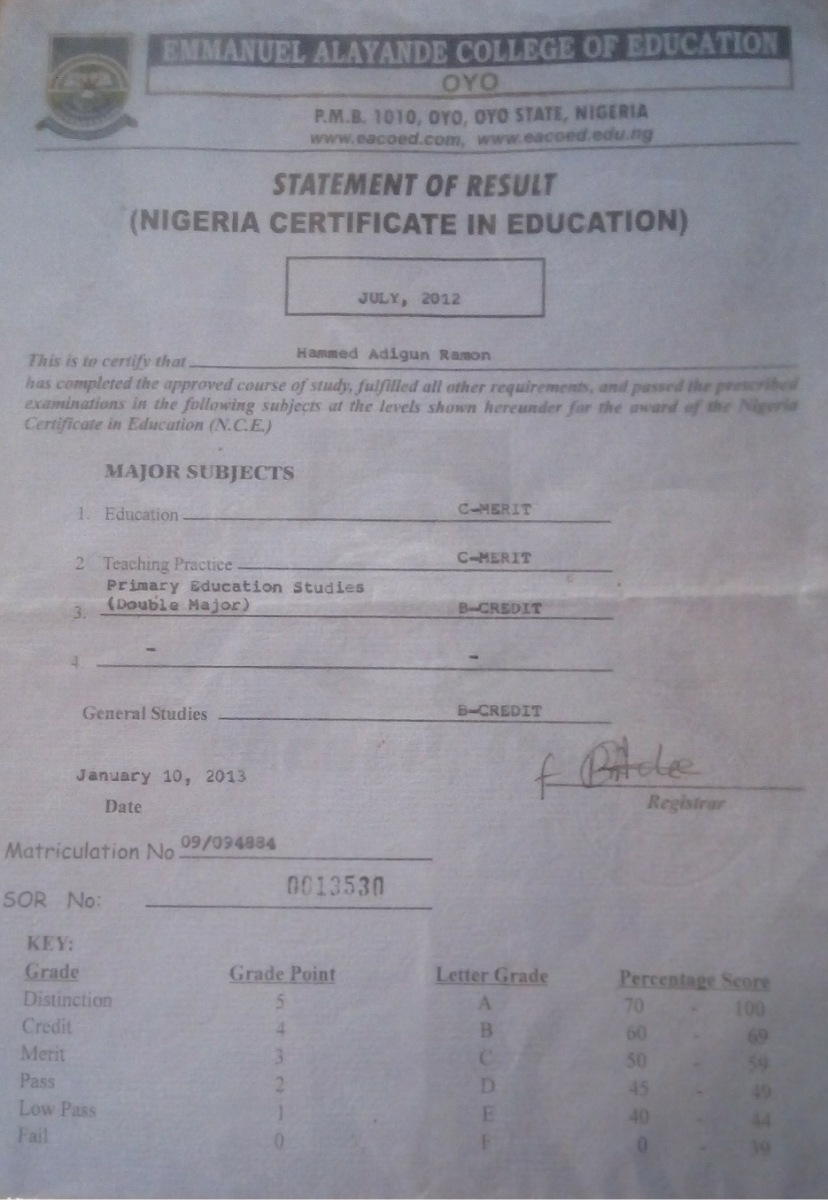 EMMANUEL ALAYANDE COLLEGE OF EDUCATION
OYO
P.M.B. 1010, OYO, OYO STATE, NIGERIA
www.eacoed.com, www.eacoed.edu.ng
STATEMENT OF RESULT
(NIGERIA CERTIFICATE IN EDUCATION)
JULY, 2012
This is to certify that Hammed Adigun Ramon
has completed the approved course of study, fulfilled all other requirements, and passed the prescribed
examinations in the following subjects at the levels shown hereunder for the award of the Nigeria
Certificate in Education (N.C.E.)
MAJOR SUBJECTS
1. Education C-MERIT
2 Teaching Practice C-MERIT
Primary Education Studies
3. (Double Major) B-CREDIT
4. - -
General Studies B-CREDIT
January 10, 2013
Date
Registrar
Matriculation No 09/094884
SOR No: 0013530
KEY:
Grade Grade Point Letter Grade Percentage Score
Distinction 5 A 70 - 100
Credit 4 B 60 - 69
Merit 3 C 50 - 59
Pass 2 D 45 - 49
Low Pass 1 E 40 - 44
Fail 0 F 0 - 39